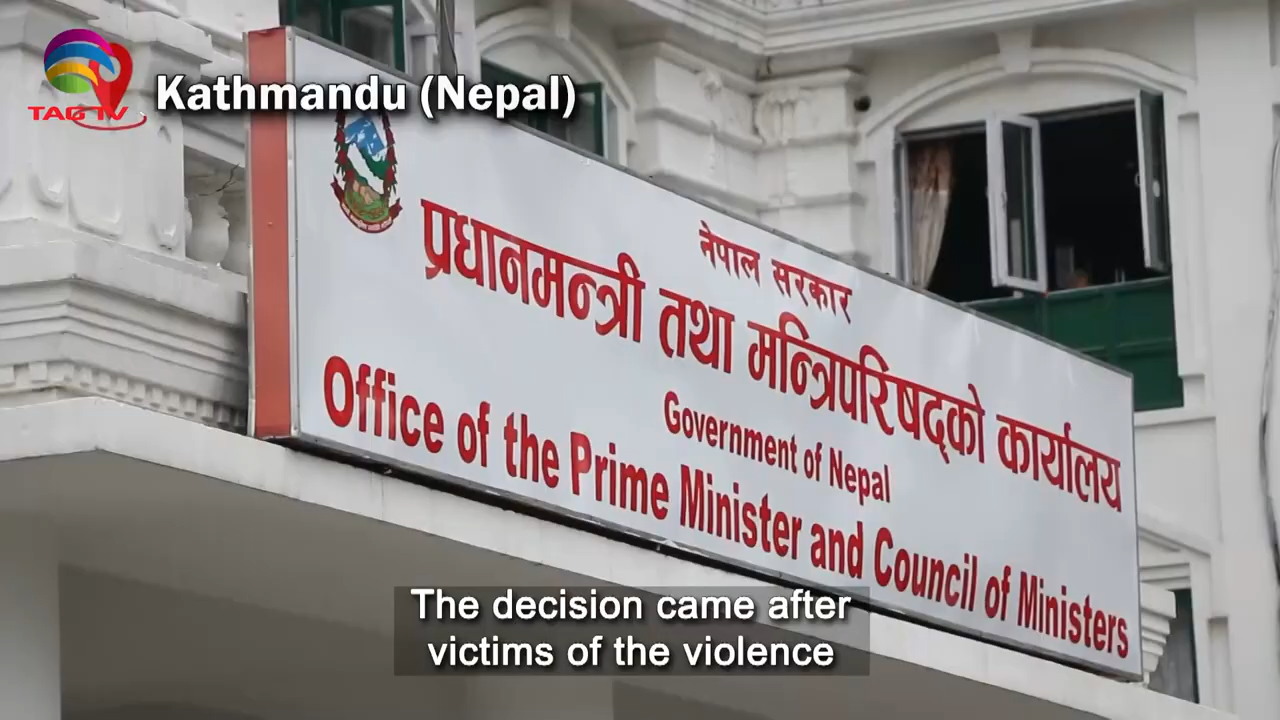 TAG TV
Kathmandu (Nepal)
नेपाल सरकार
प्रधानमन्त्री तथा मन्त्रिपरिषद्को कार्यालय
Government of Nepal
Office of the Prime Minister and Council of Ministers
The decision came after
victims of the violence